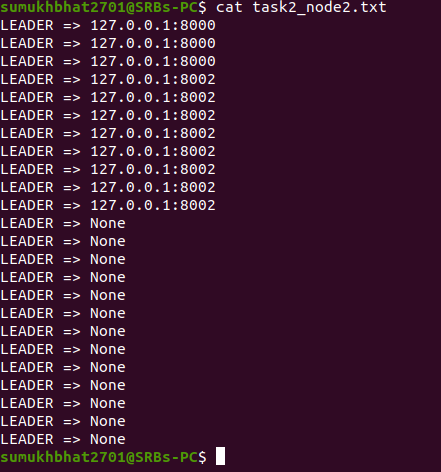 sumukhbhat2701@SRBs-PC$ cat task2_node2.txt
LEADER => 127.0.0.1:8000
LEADER => 127.0.0.1:8000
LEADER => 127.0.0.1:8000
LEADER => 127.0.0.1:8002
LEADER => 127.0.0.1:8002
LEADER => 127.0.0.1:8002
LEADER => 127.0.0.1:8002
LEADER => 127.0.0.1:8002
LEADER => 127.0.0.1:8002
LEADER => 127.0.0.1:8002
LEADER => 127.0.0.1:8002
LEADER => None
LEADER => None
LEADER => None
LEADER => None
LEADER => None
LEADER => None
LEADER => None
LEADER => None
LEADER => None
LEADER => None
LEADER => None
LEADER => None
LEADER => None
sumukhbhat2701@SRBs-PC$